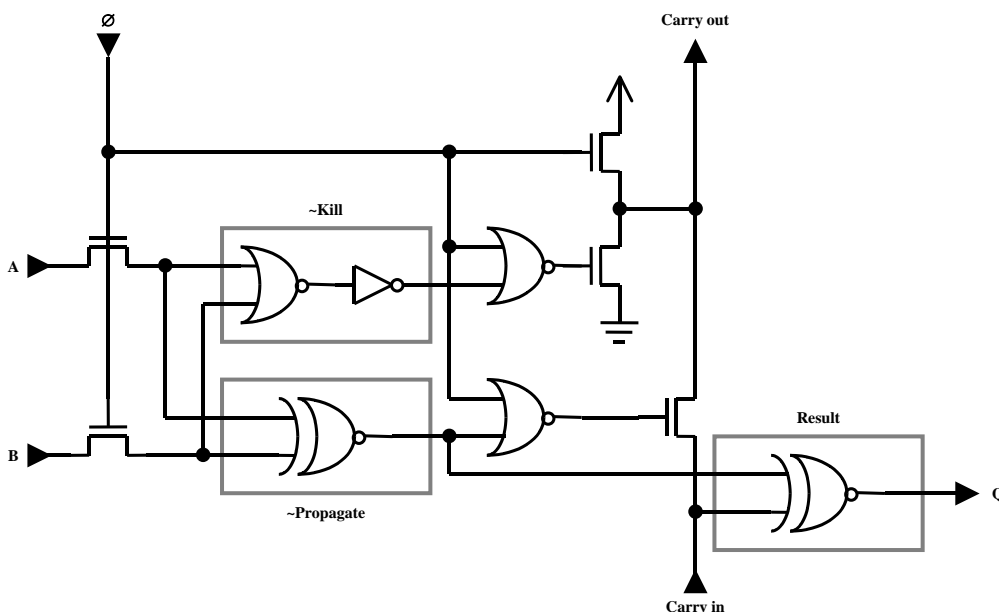 Ø
Carry out
~Kill
A
Result
B
~Propagate
Q
Carry in